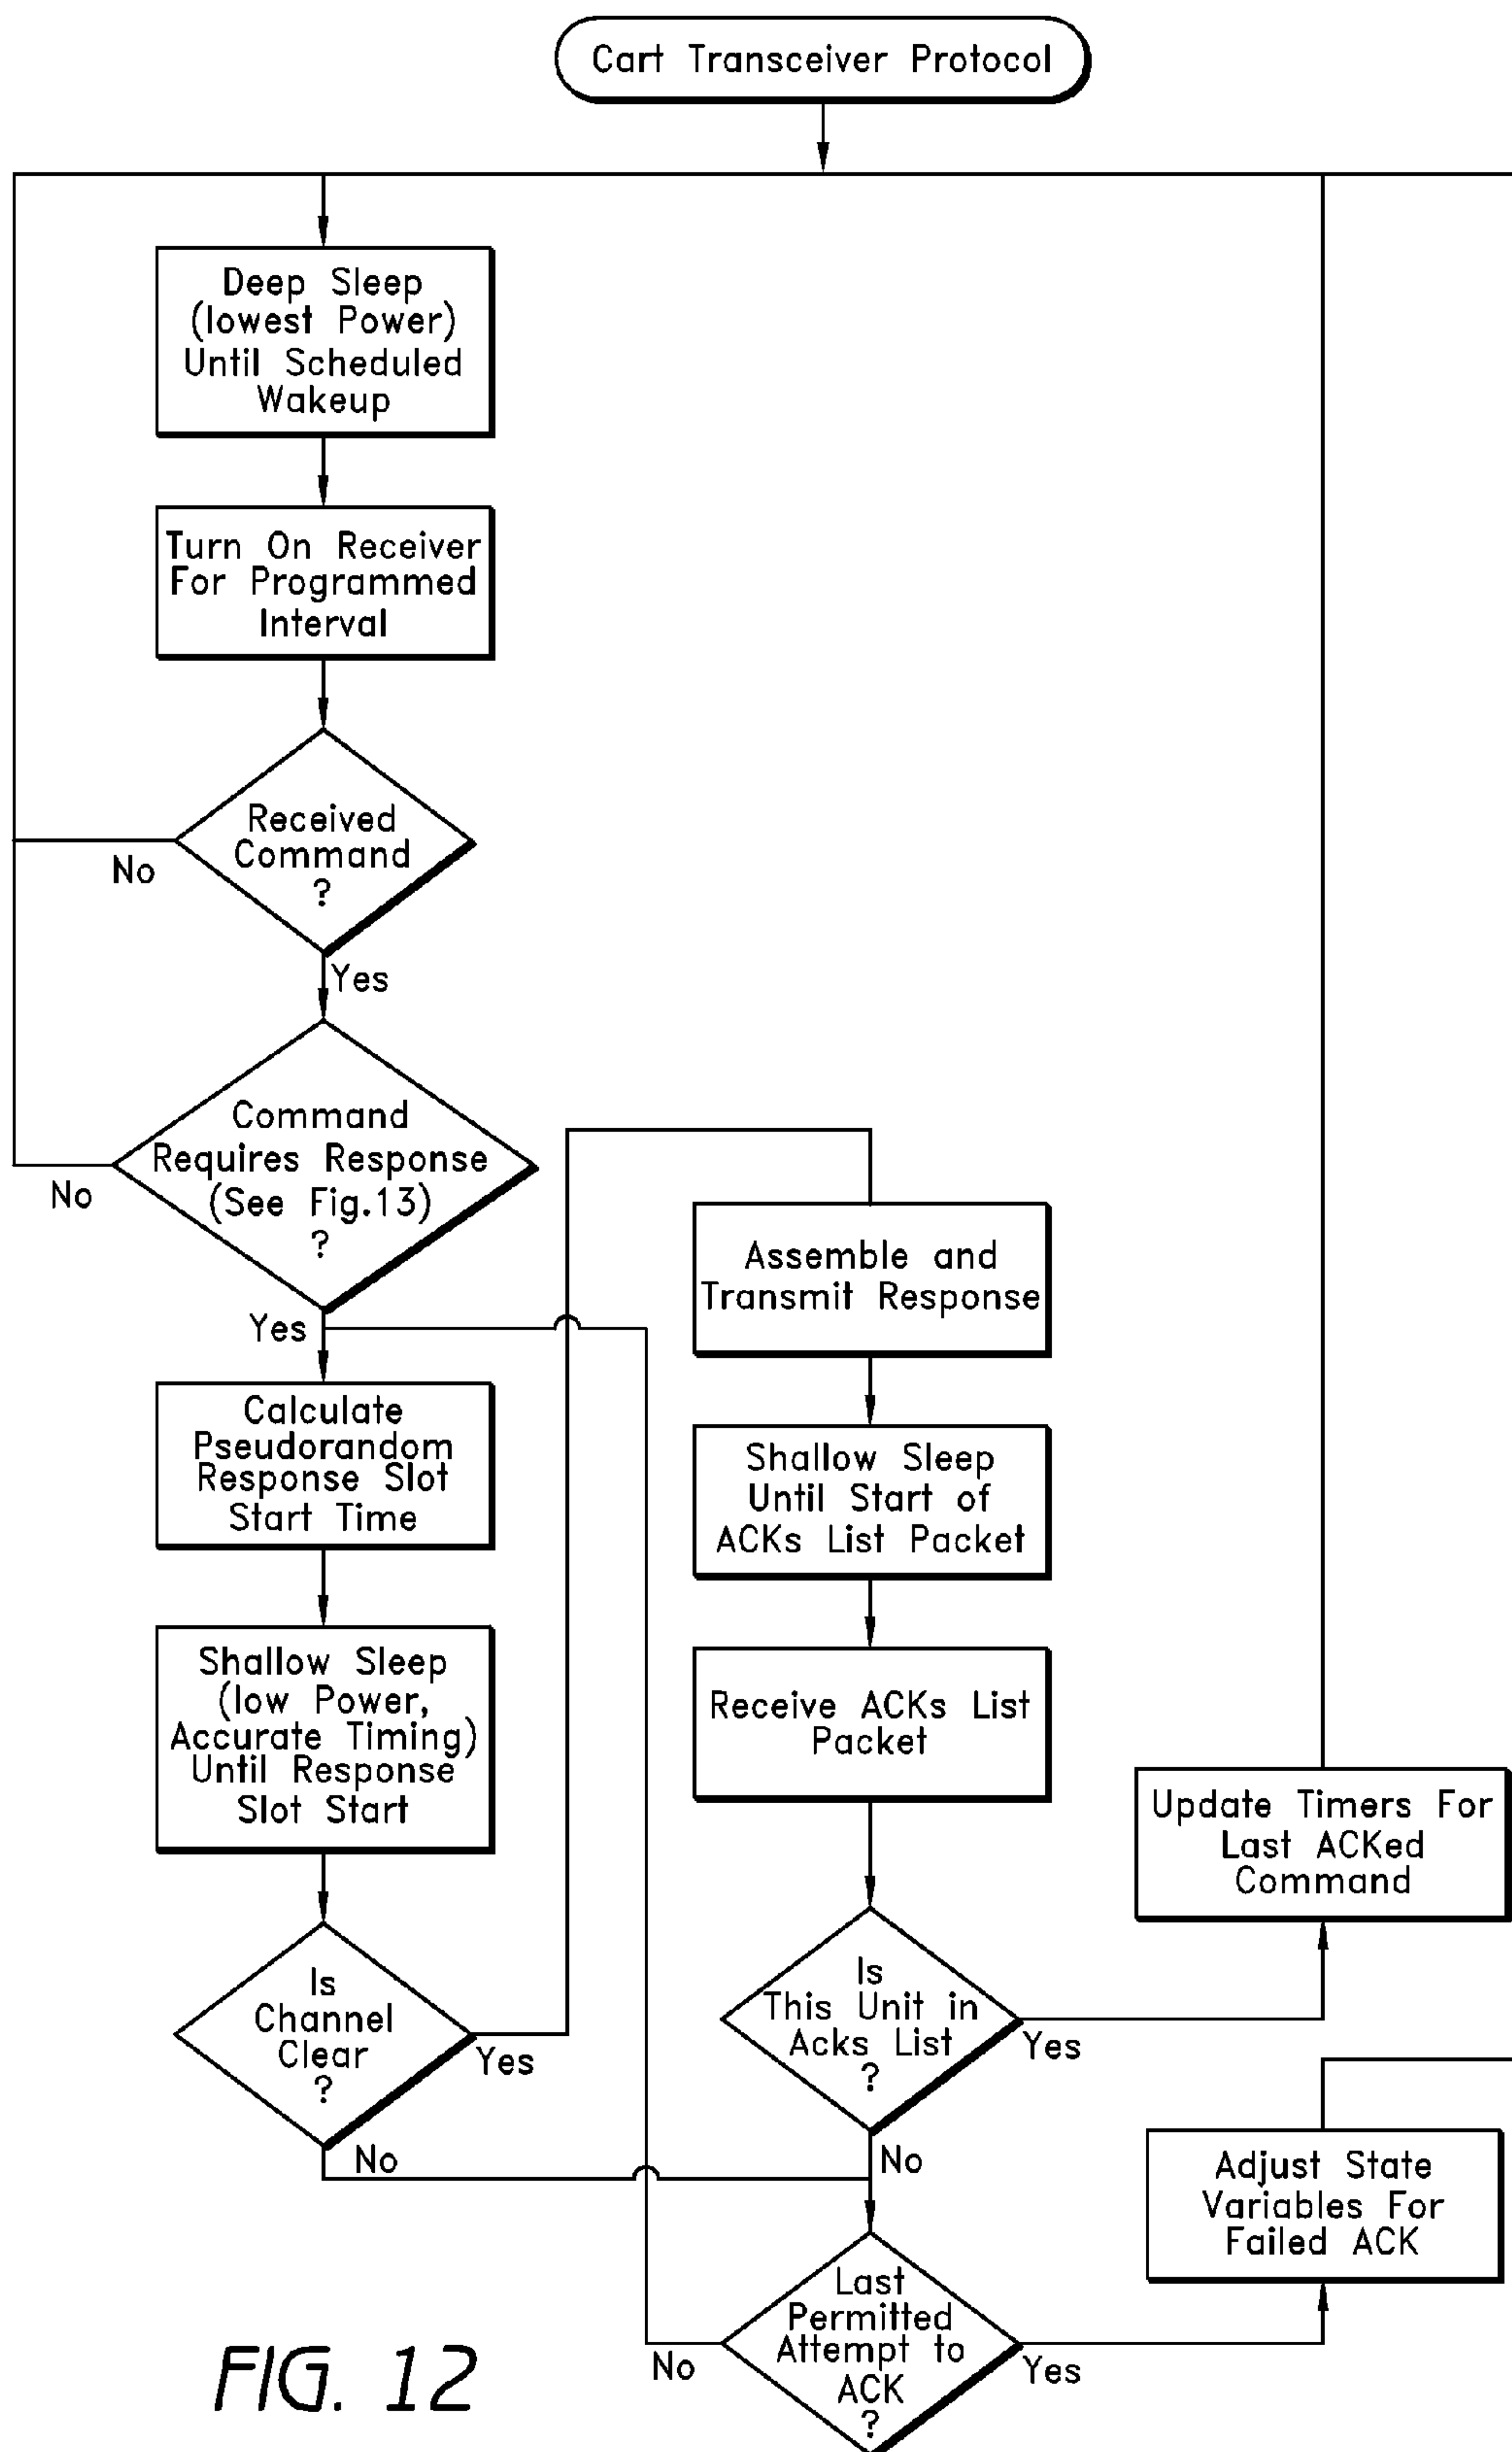 Cart Transceiver Protocol
Deep Sleep
(lowest Power)
Until Scheduled
Wakeup
Turn On Receiver
For Programmed
Interval
Received
Command
?
No
Yes
Command
Requires Response
(See Fig.13)
?
No
Yes
Calculate
Pseudorandom
Response Slot
Start Time
Shallow Sleep
(low Power,
Accurate Timing)
Until Response
Slot Start
Is
Channel
Clear
?
Yes
No
Assemble and
Transmit Response
Shallow Sleep
Until Start of
ACKs List Packet
Receive ACKs List
Packet
Is
This Unit in
Acks List
?
Yes
No
Update Timers For
Last ACKed
Command
Last
Permitted
Attempt to
ACK
?
No
Yes
Adjust State
Variables For
Failed ACK
FIG. 12